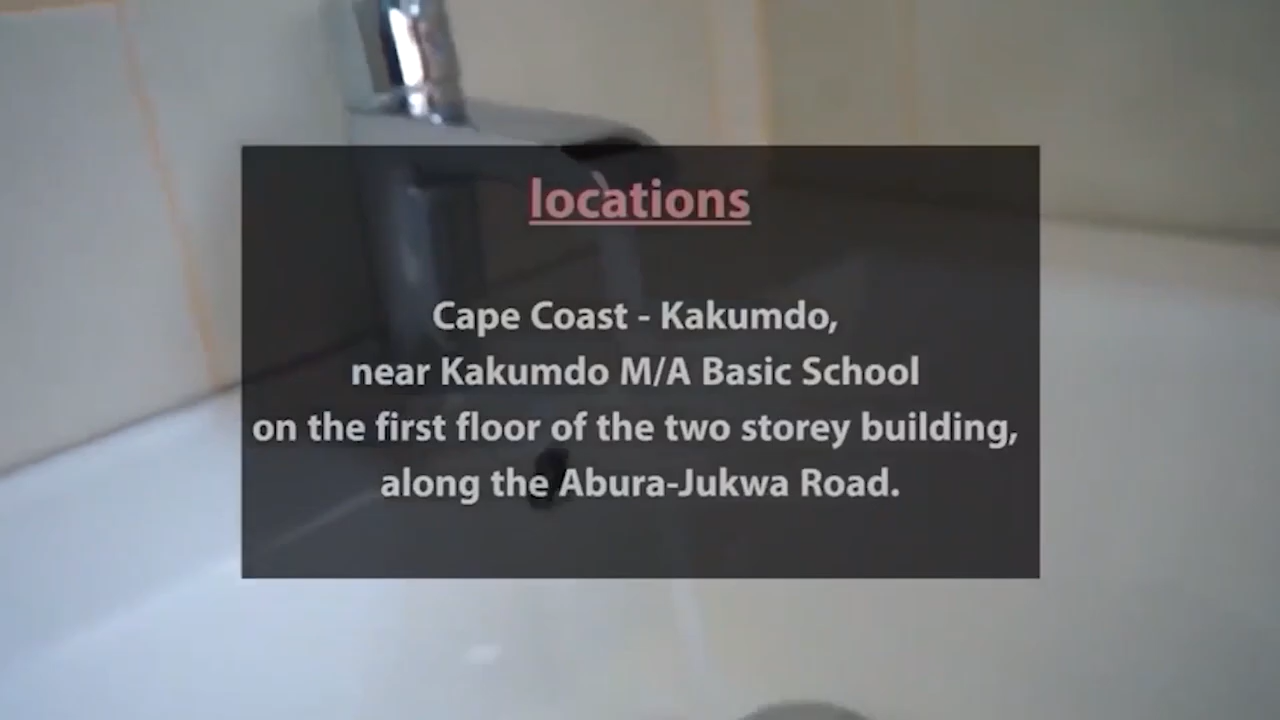 locations
Cape Coast - Kakumdo,
near Kakumdo M/A Basic School
on the first floor of the two storey building,
along the Abura-Jukwa Road.